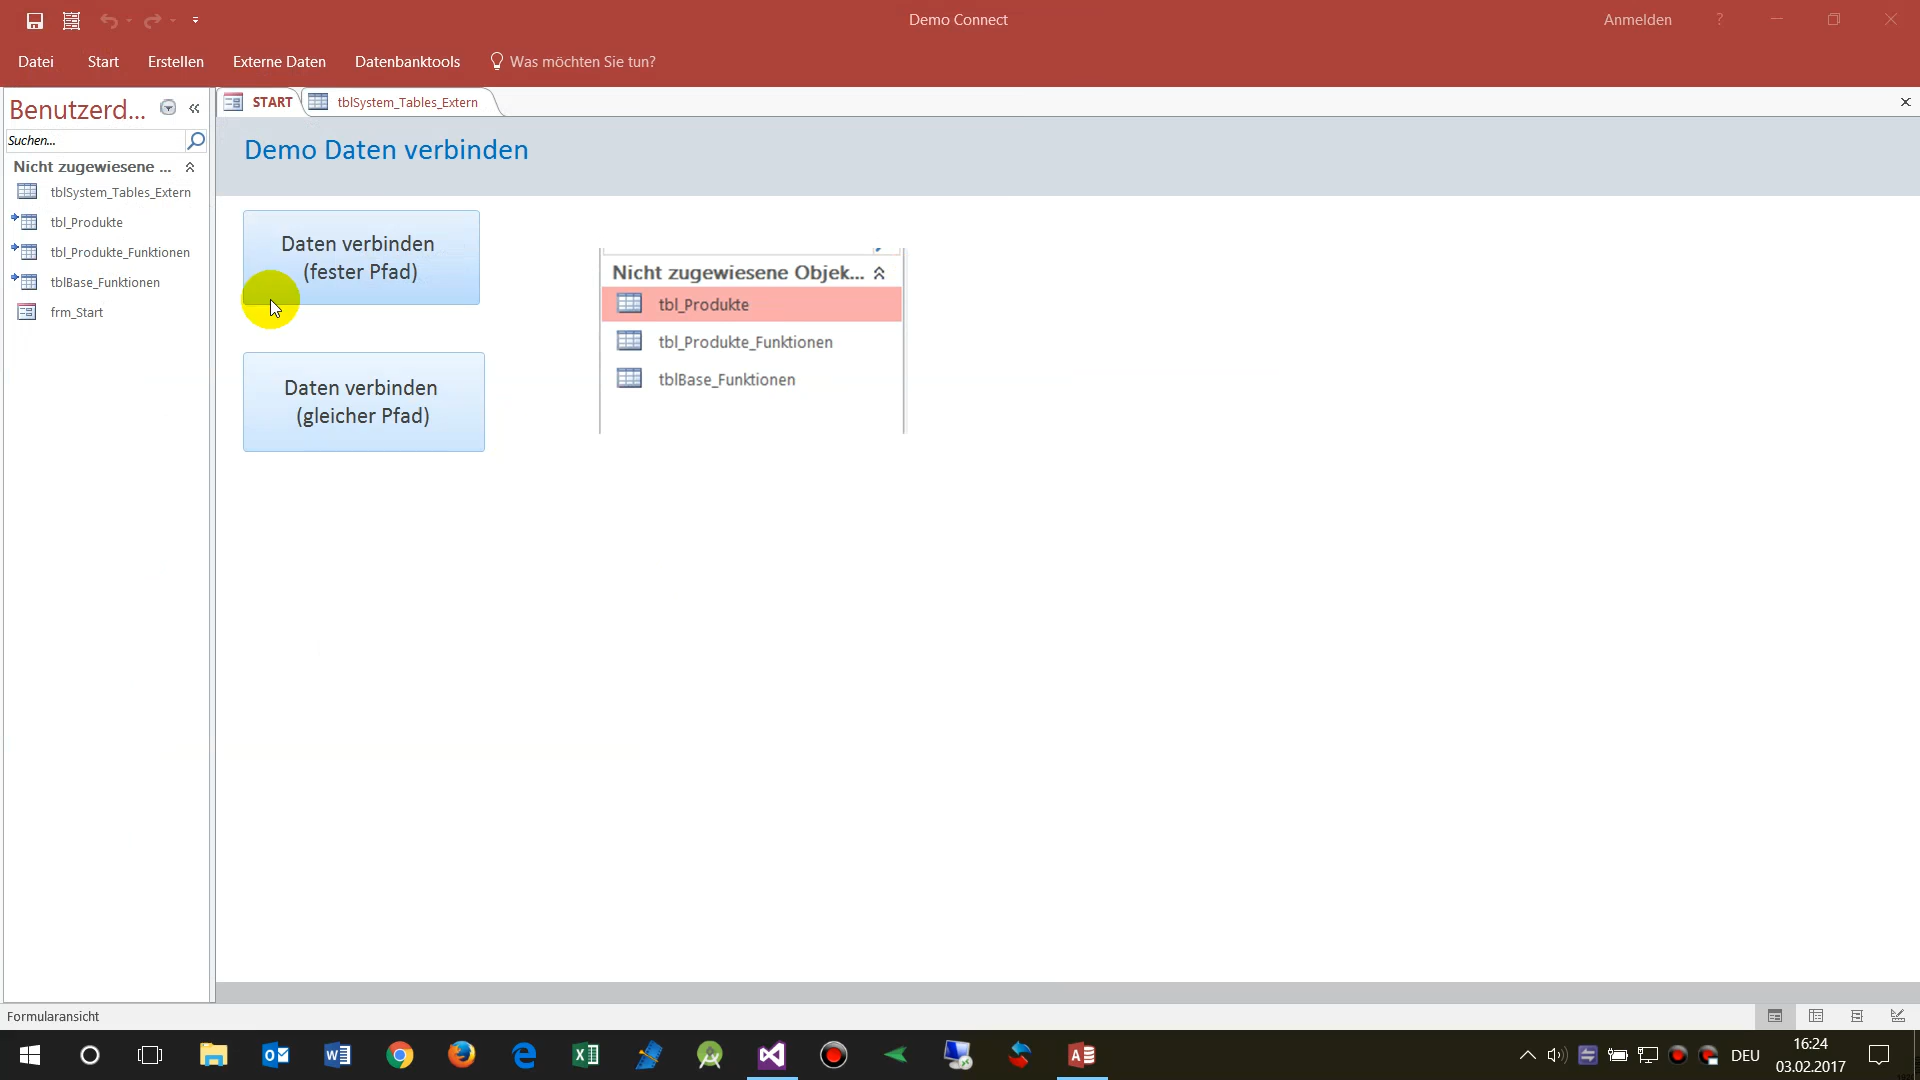 Demo Connect
Anmelden
?
Datei
Start
Erstellen
Externe Daten
Datenbanktools
Was möchten Sie tun?
Benutzerd...
START
tblSystem_Tables_Extern
Suchen...
Nicht zugewiesene ...
tblSystem_Tables_Extern
tbl_Produkte
tbl_Produkte_Funktionen
tblBase_Funktionen
frm_Start
Demo Daten verbinden
Daten verbinden
(fester Pfad)
Daten verbinden
(gleicher Pfad)
Nicht zugewiesene Objek...
tbl_Produkte
tbl_Produkte_Funktionen
tblBase_Funktionen
Formularansicht
DEU
16:24
03.02.2017